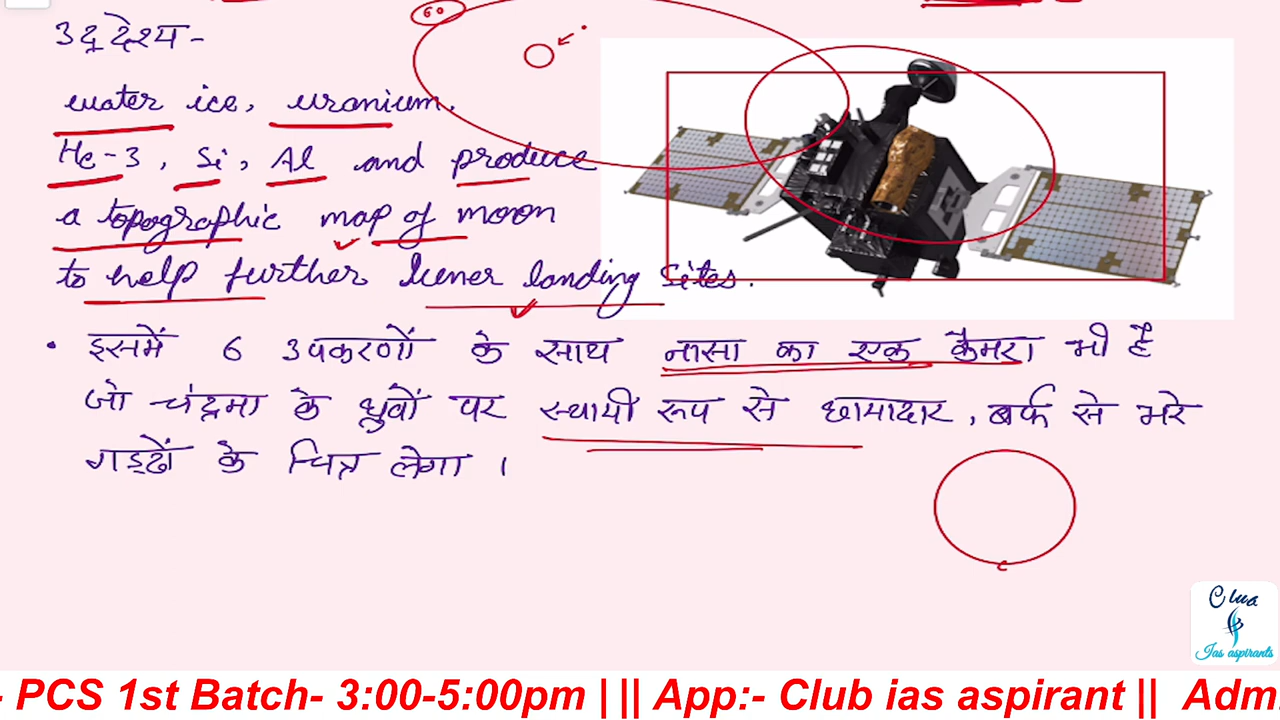 60
उद्देश्य -
water ice, uranium.
He-3, Si, Al and produce
a topographic map of moon
to help further luner landing sites.
• इसमें 6 उपकरणों के साथ नासा का एक कैमरा भी है
जो चंद्रमा के ध्रुवों पर स्थायी रूप से छायादार, बर्फ से भरे
गड्ढों के चित्र लेगा ।
Club
Ias aspirants
- PCS 1st Batch- 3:00-5:00pm | || App:- Club ias aspirant || Adm